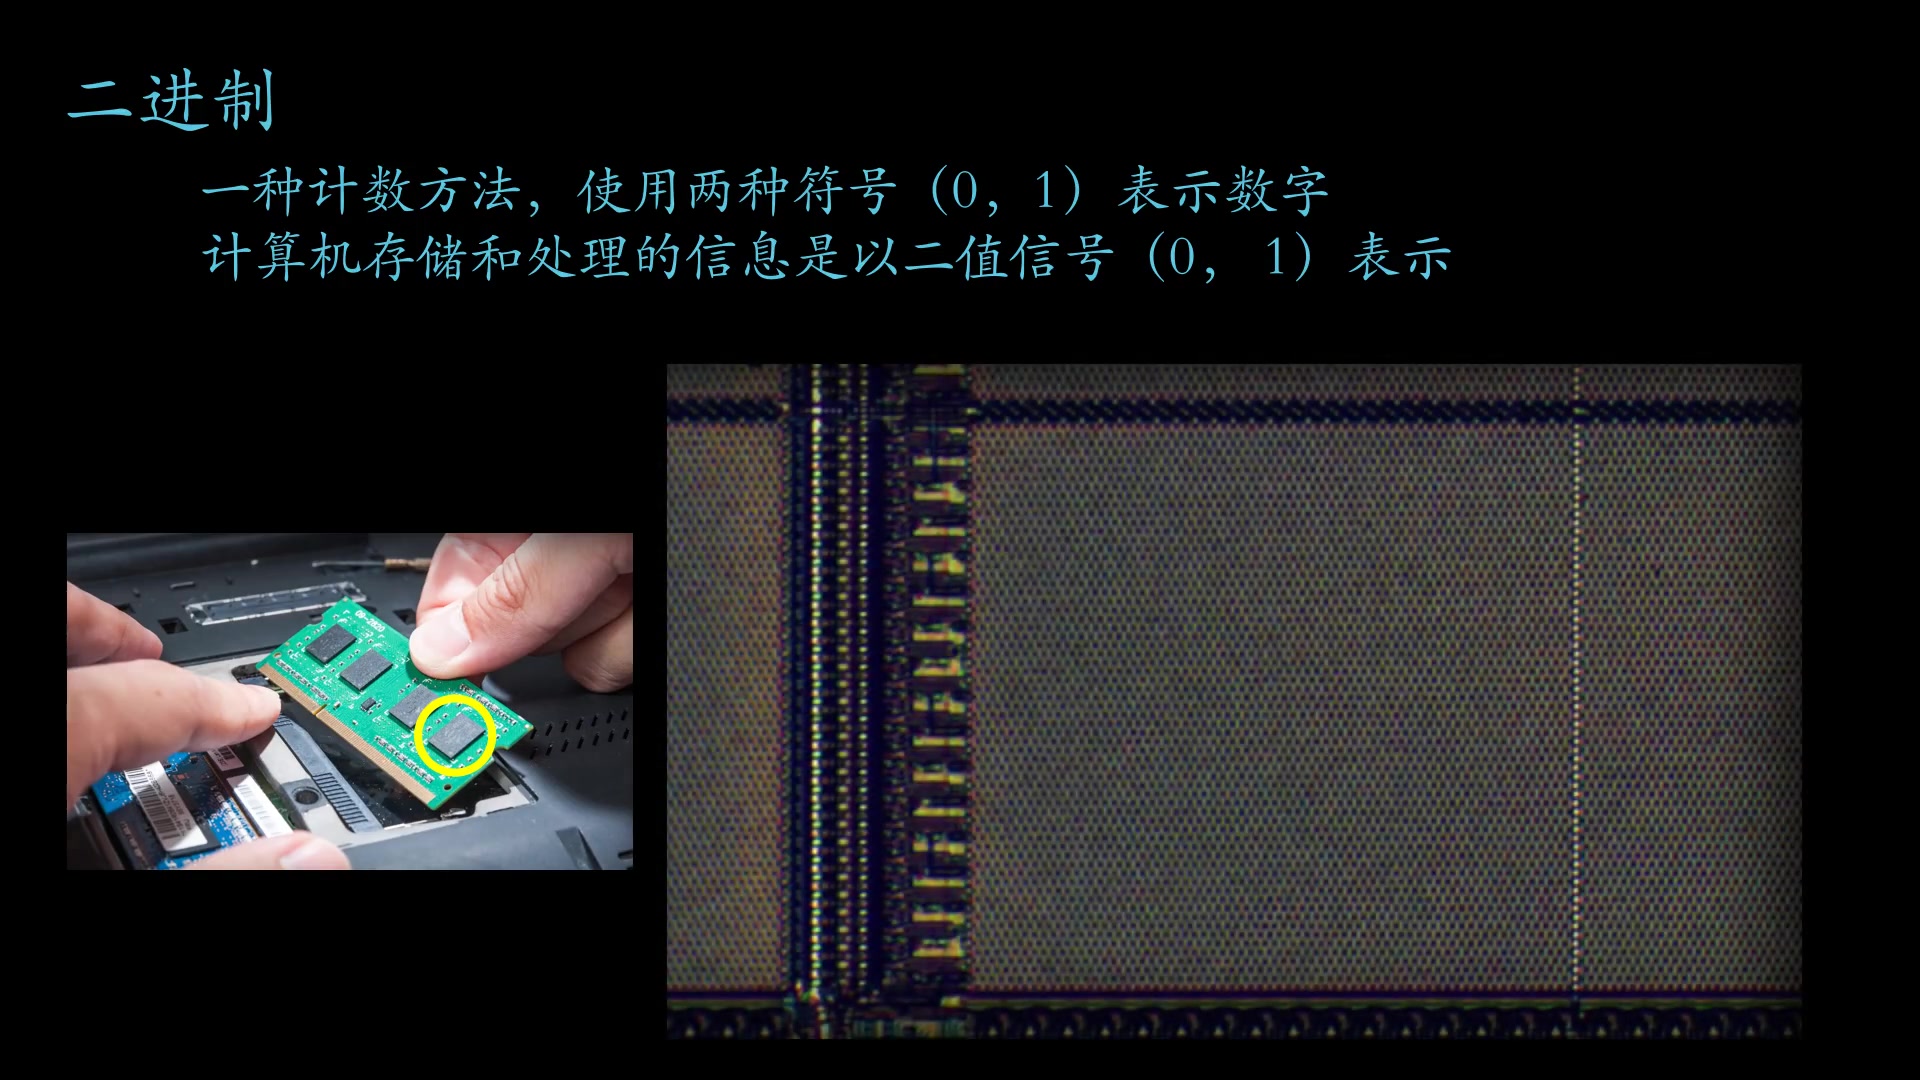 二进制
一种计数方法，使用两种符号（0，1）表示数字
计算机存储和处理的信息是以二值信号（0， 1）表示